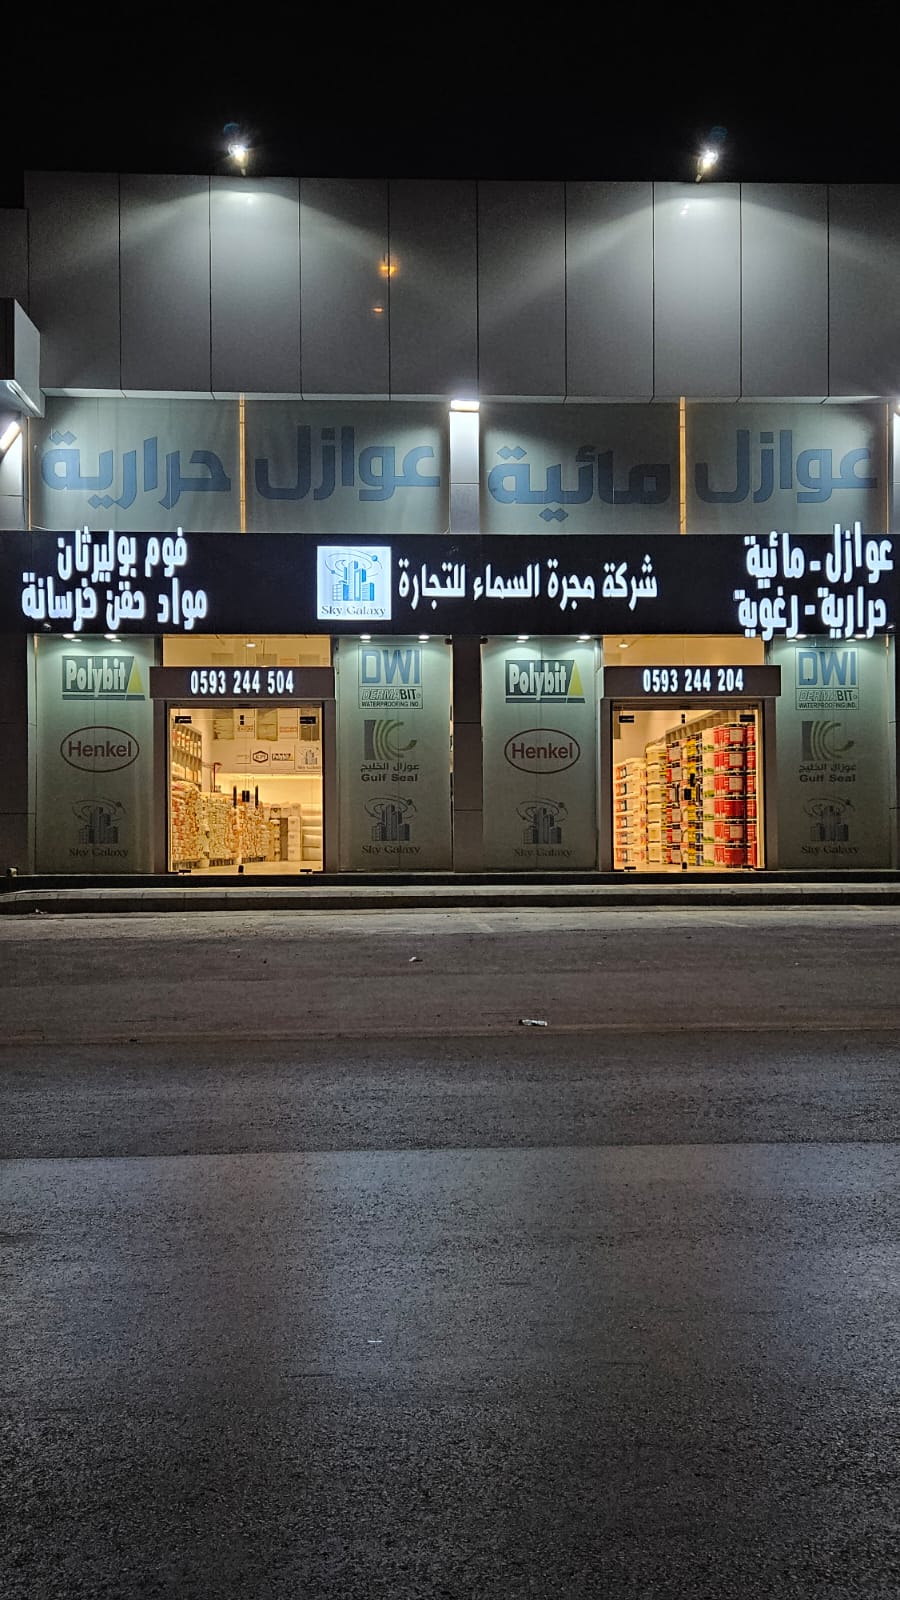 عوازل مائية
عوازل حرارية
عوازل - مائية
حرارية - رغوية
شركة مجرة السماء للتجارة
Sky Galaxy
فوم بوليرثان
مواد حقن خرسانة
0593 244 504
0593 244 204
Polybit
Henkel
Sky Galaxy
DWI
DERMABIT
WATERPROOFING IND.
عوازل الخليج
Gulf Seal
Sky Galaxy
Polybit
Henkel
Sky Galaxy
DWI
DERMABIT
WATERPROOFING IND.
عوازل الخليج
Gulf Seal
Sky Galaxy